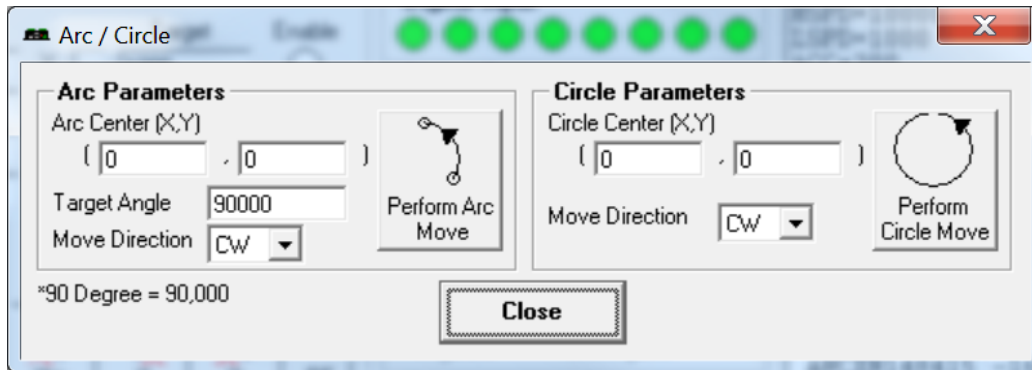 Arc / Circle
Enable
Arc Parameters
Arc Center (X,Y)
( 0 , 0 )
Target Angle 90000
Move Direction CW
Perform Arc
Move
*90 Degree = 90,000
Circle Parameters
Circle Center (X,Y)
( 0 , 0 )
Move Direction CW
Perform
Circle Move
Close